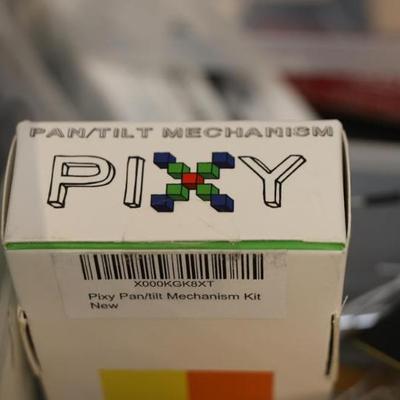 PAN/TILT MECHANISM
PIXY
X000KGK8XT
Pixy Pan/tilt Mechanism Kit
New